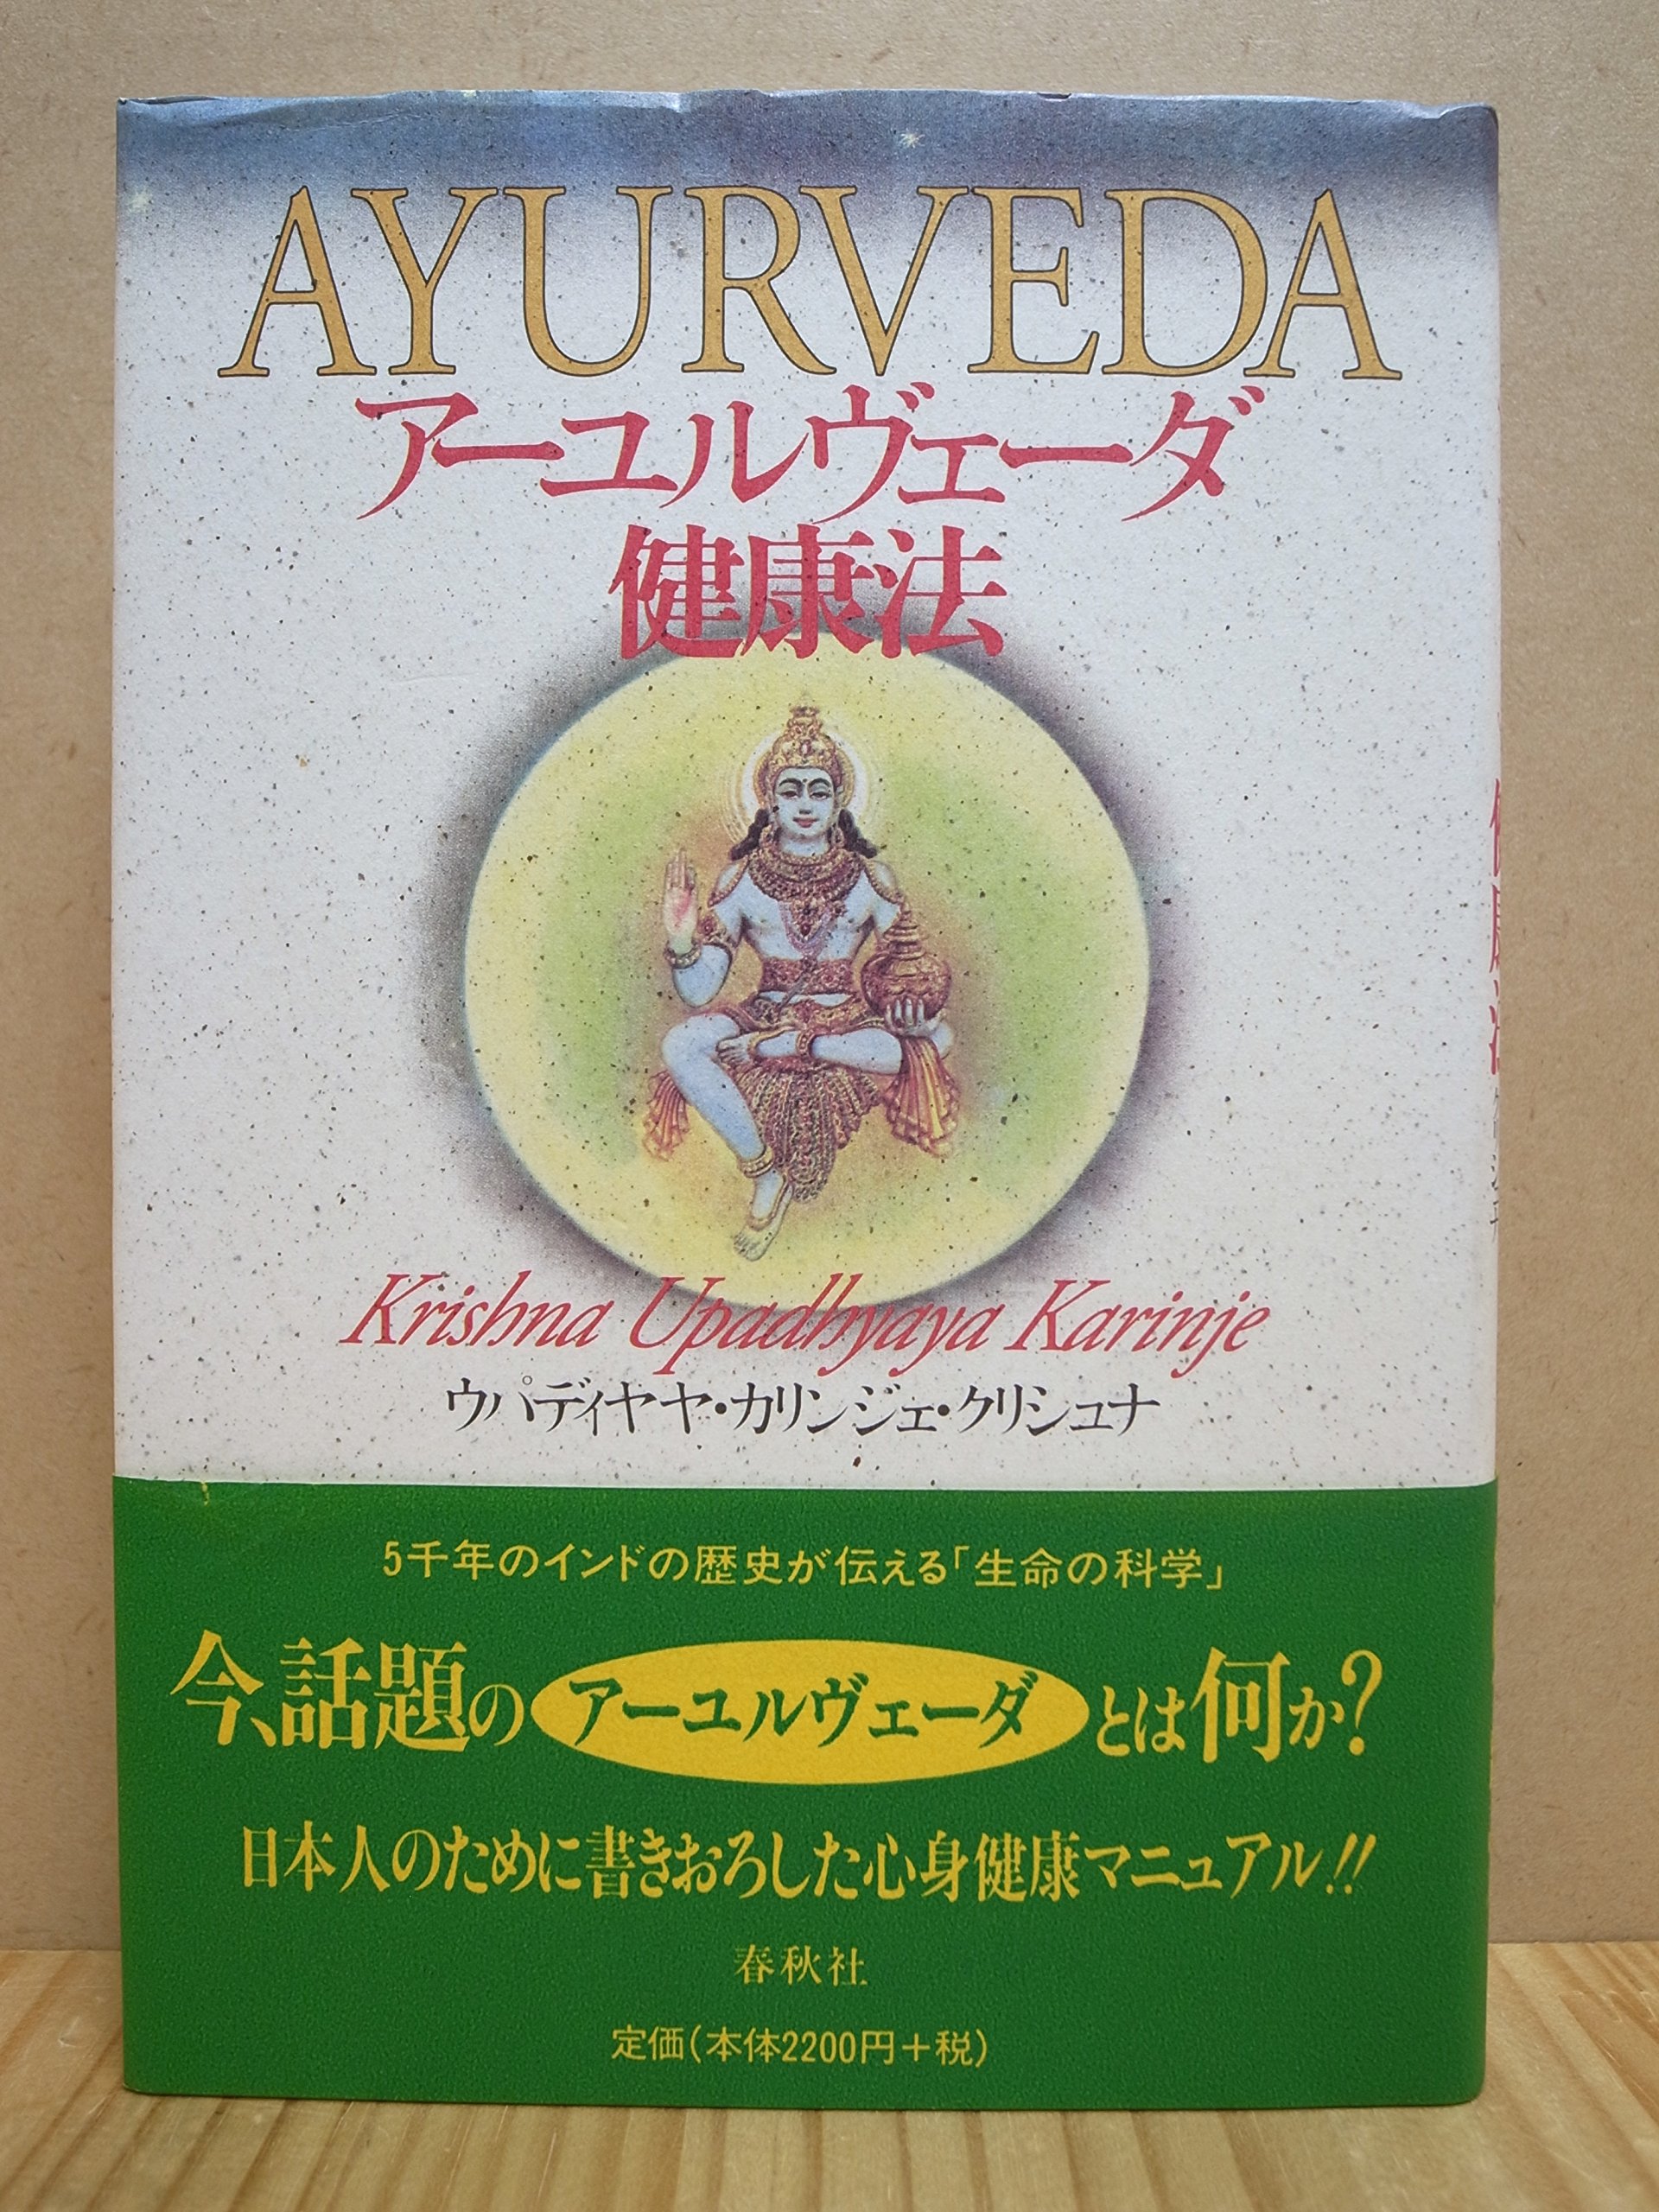 AYURVEDA
アーユルヴェーダ
健康法
Krishna Upadhyaya Karinje
ウパディヤヤ・カリンジェ・クリシュナ
5千年のインドの歴史が伝える「生命の科学」
今、話題のアーユルヴェーダとは何か?
日本人のために書きおろした心身健康マニュアル!!
春秋社
定価(本体2200円+税)
健康法